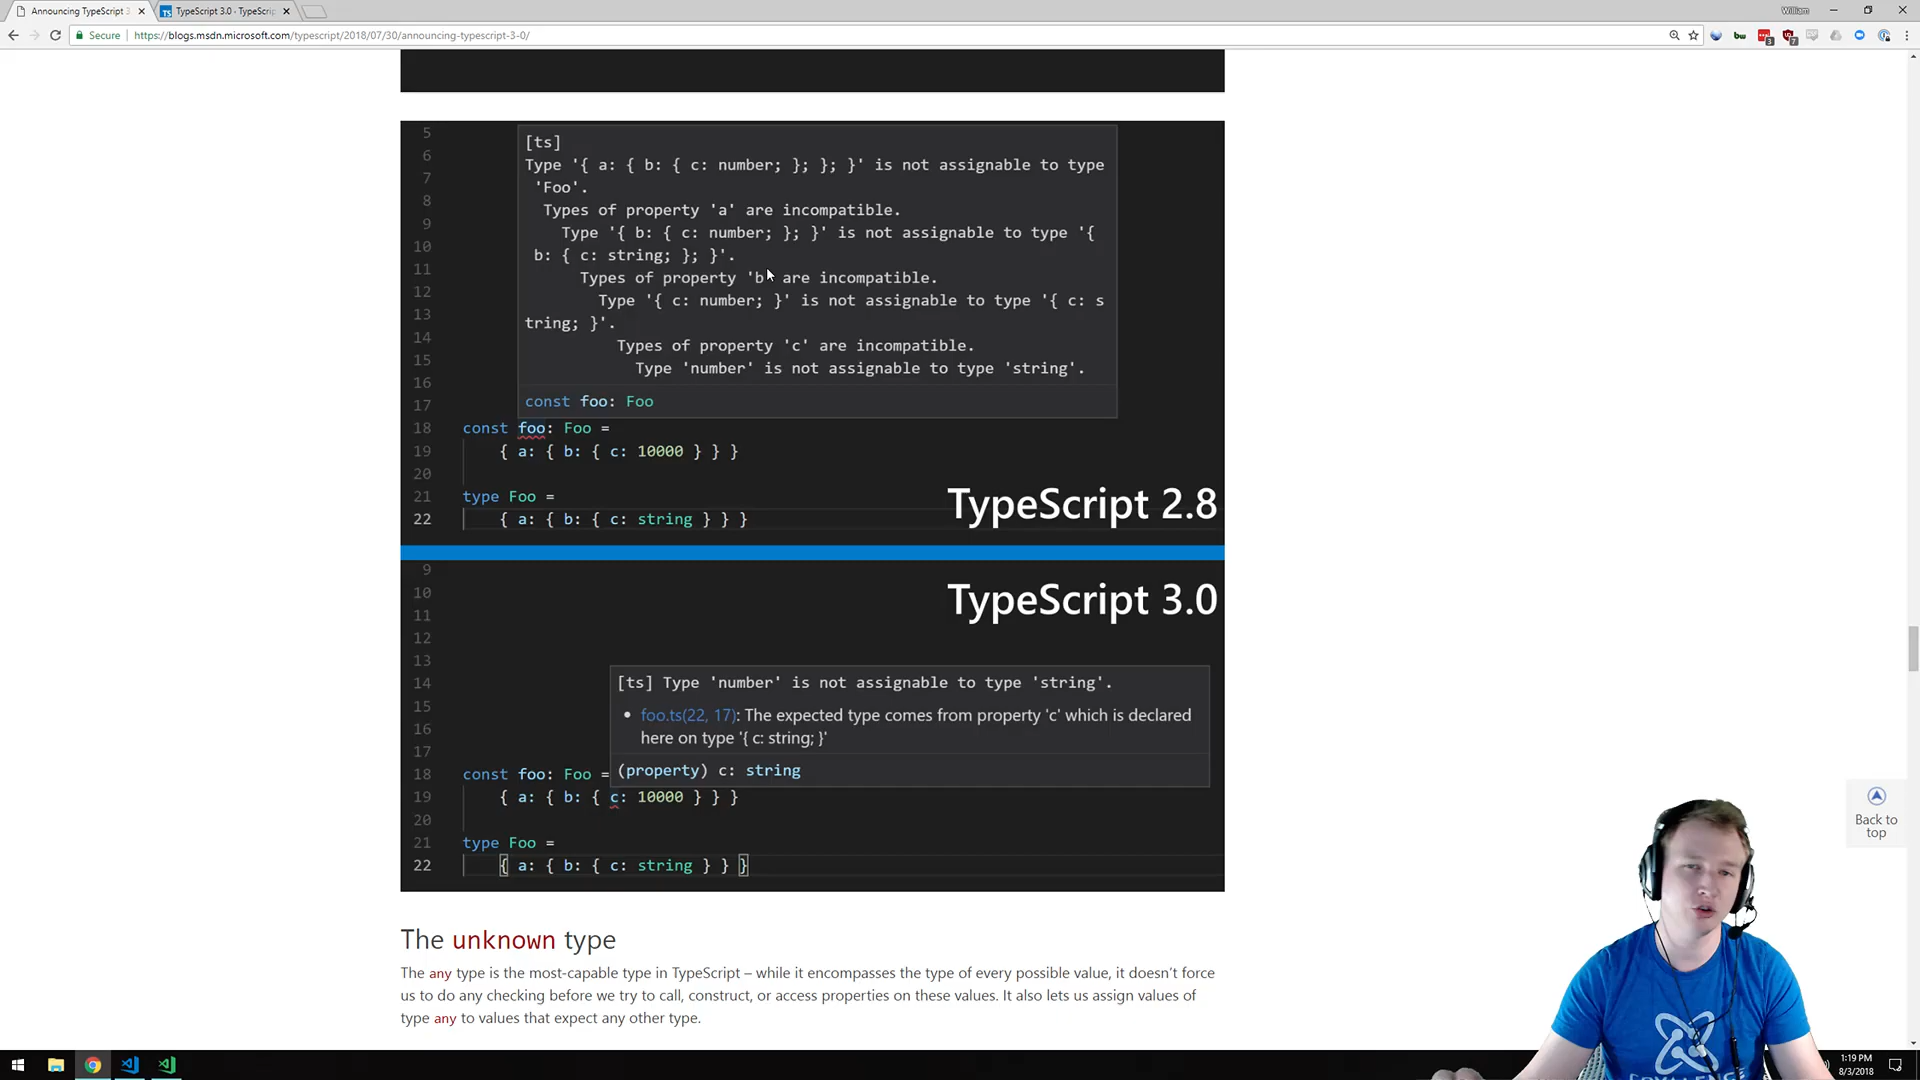 Announcing TypeScript 3
TypeScript 3.0 · TypeScrip
William
Secure
https://blogs.msdn.microsoft.com/typescript/2018/07/30/announcing-typescript-3-0/
5
6
7
8
9
10
11
12
13
14
15
16
17
[ts]
Type '{ a: { b: { c: number; }; }; }' is not assignable to type
'Foo'.
Types of property 'a' are incompatible.
Type '{ b: { c: number; }; }' is not assignable to type '{
b: { c: string; }; }'.
Types of property 'b' are incompatible.
Type '{ c: number; }' is not assignable to type '{ c: s
tring; }'.
Types of property 'c' are incompatible.
Type 'number' is not assignable to type 'string'.
const foo: Foo
18 const foo: Foo =
19 { a: { b: { c: 10000 } } }
20
21 type Foo =
22 { a: { b: { c: string } } }
TypeScript 2.8
9
10
11
12
13
14
15
16
17
TypeScript 3.0
[ts] Type 'number' is not assignable to type 'string'.
• foo.ts(22, 17): The expected type comes from property 'c' which is declared
here on type '{ c: string; }'
(property) c: string
18 const foo: Foo =
19 { a: { b: { c: 10000 } } }
20
21 type Foo =
22 { a: { b: { c: string } } }
Back to
top
The unknown type
The any type is the most-capable type in TypeScript – while it encompasses the type of every possible value, it doesn't force
us to do any checking before we try to call, construct, or access properties on these values. It also lets us assign values of
type any to values that expect any other type.
1:19 PM
8/3/2018